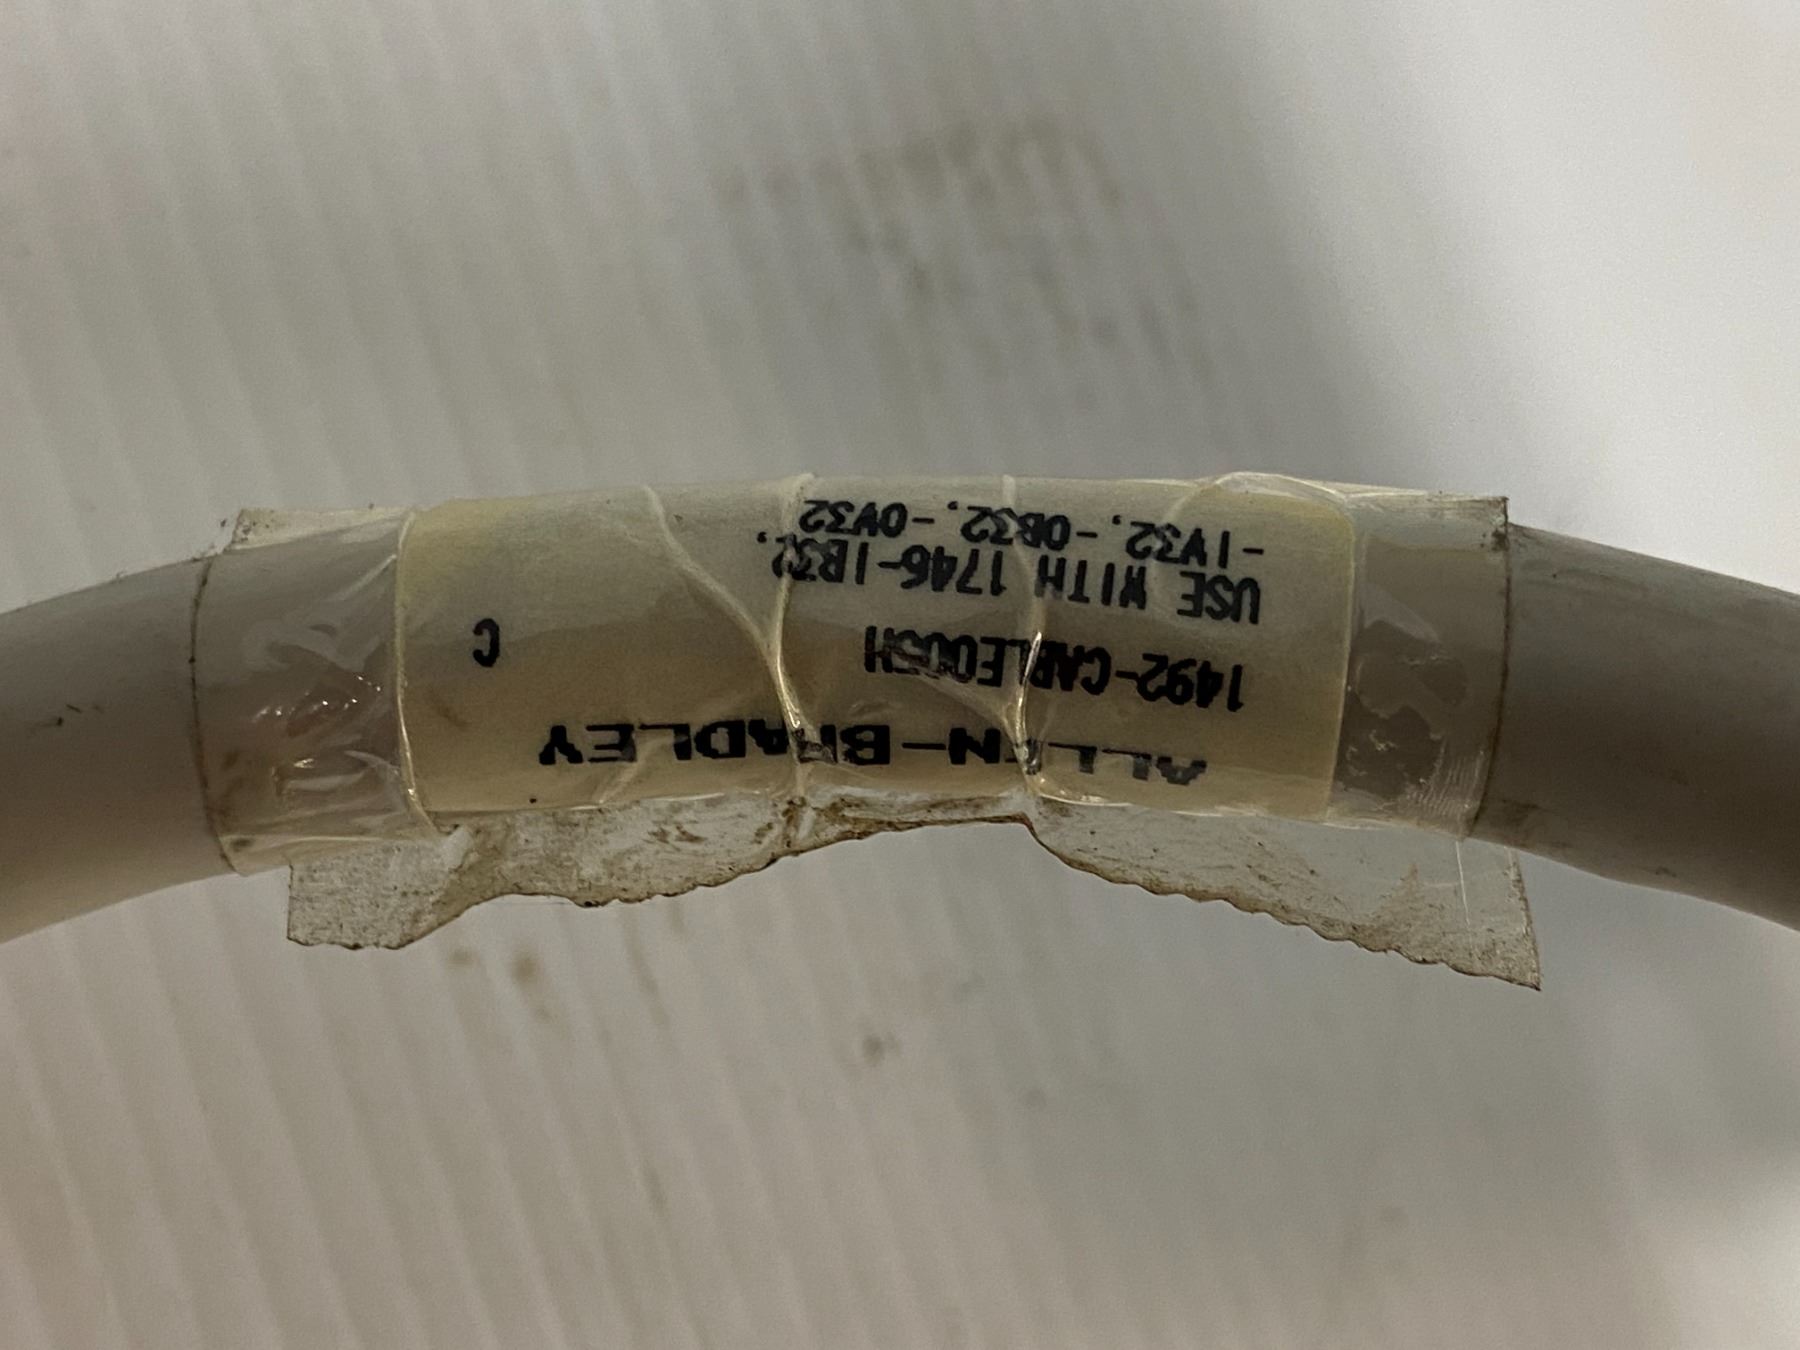 ALLEN-BRADLEY
1492-CABLE005H C
USE WITH 1746-IB32,
-IV32, -OB32, -OV32